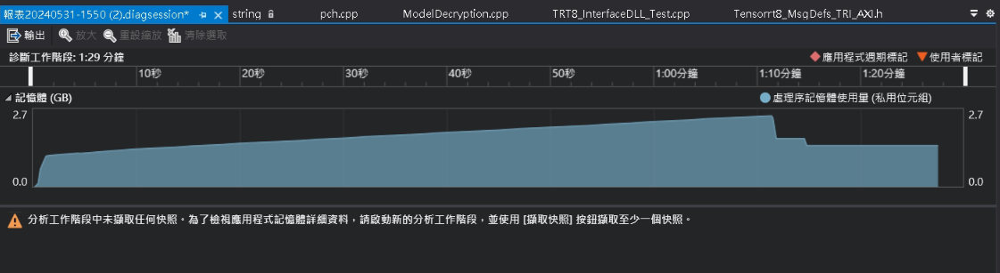 報表20240531-1550 (2).diagsession* string pch.cpp ModelDecryption.cpp TRT8_InterfaceDLL_Test.cpp Tensorrt8_MsgDefs_TRI_AXI.h
輸出 放大 重設縮放 清除選取
診斷工作階段: 1:29 分鐘 應用程式週期標記 使用者標記
10秒 20秒 30秒 40秒 50秒 1:00分鐘 1:10分鐘 1:20分鐘
記憶體 (GB) 處理序記憶體使用量 (私用位元組)
2.7 2.7
0.0 0.0
分析工作階段中未擷取任何快照。為了檢視應用程式記憶體詳細資料，請啟動新的分析工作階段，並使用 [擷取快照] 按鈕擷取至少一個快照。